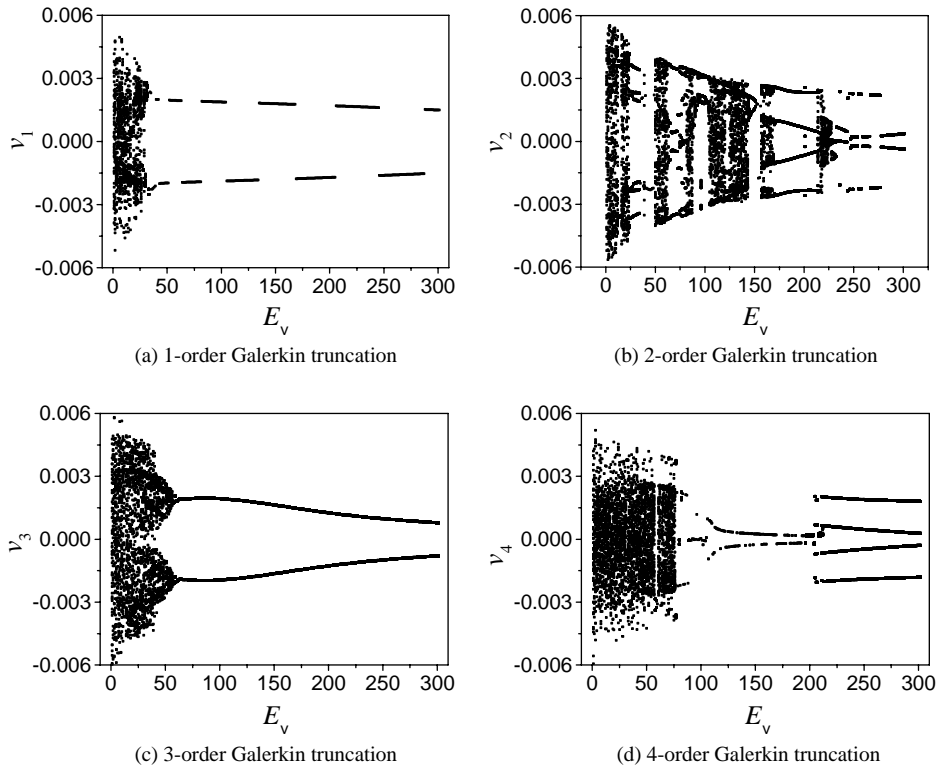 0.006
0.003
0.000
-0.003
-0.006
v1
0 50 100 150 200 250 300
Ev
(a) 1-order Galerkin truncation
0.006
0.003
0.000
-0.003
-0.006
v2
0 50 100 150 200 250 300
Ev
(b) 2-order Galerkin truncation
0.006
0.003
0.000
-0.003
-0.006
v3
0 50 100 150 200 250 300
Ev
(c) 3-order Galerkin truncation
0.006
0.003
0.000
-0.003
-0.006
v4
0 50 100 150 200 250 300
Ev
(d) 4-order Galerkin truncation